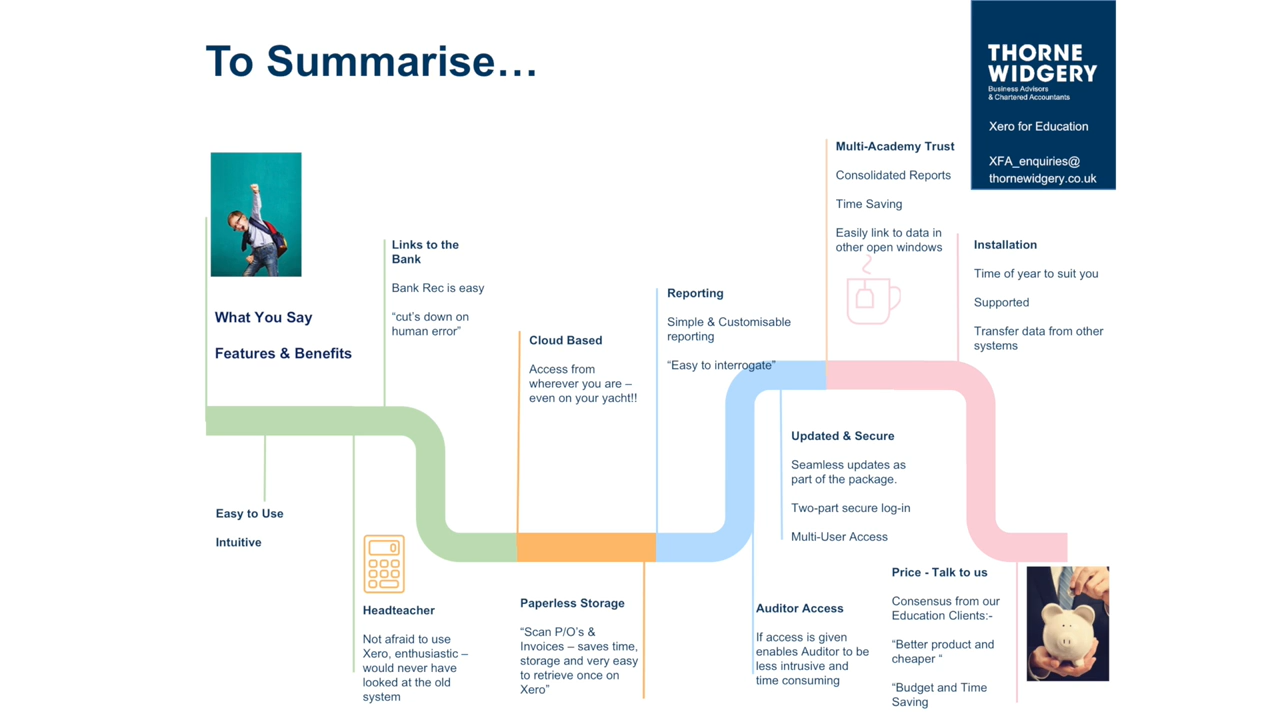 To Summarise…
THORNE
WIDGERY
Business Advisors
& Chartered Accountants
Xero for Education
XFA_enquiries@
thornewidgery.co.uk
What You Say
Features & Benefits
Easy to Use
Intuitive
Links to the
Bank
Bank Rec is easy
“cut’s down on
human error”
0
Headteacher
Not afraid to use
Xero, enthusiastic –
would never have
looked at the old
system
Cloud Based
Access from
wherever you are –
even on your yacht!!
Paperless Storage
“Scan P/O’s &
Invoices – saves time,
storage and very easy
to retrieve once on
Xero”
Reporting
Simple & Customisable
reporting
“Easy to interrogate”
Auditor Access
If access is given
enables Auditor to be
less intrusive and
time consuming
Updated & Secure
Seamless updates as
part of the package.
Two-part secure log-in
Multi-User Access
Multi-Academy Trust
Consolidated Reports
Time Saving
Easily link to data in
other open windows
Installation
Time of year to suit you
Supported
Transfer data from other
systems
Price - Talk to us
Consensus from our
Education Clients:-
“Better product and
cheaper “
“Budget and Time
Saving